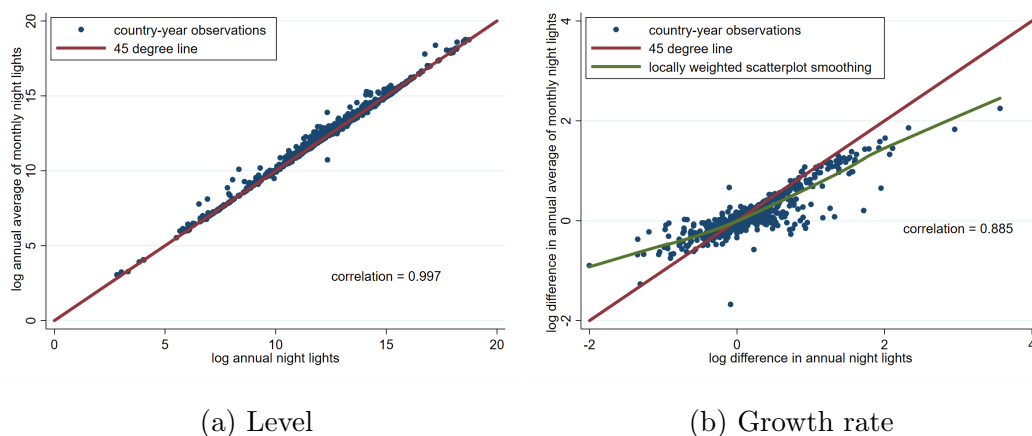 log annual average of monthly night lights
20
15
10
5
0
country-year observations
45 degree line
correlation = 0.997
0 5 10 15 20
log annual night lights
(a) Level
log difference in annual average of monthly night lights
4
2
0
-2
country-year observations
45 degree line
locally weighted scatterplot smoothing
correlation = 0.885
-2 0 2 4
log difference in annual night lights
(b) Growth rate